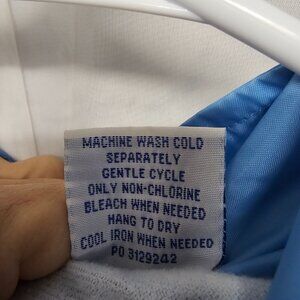 MACHINE WASH COLD
SEPARATELY
GENTLE CYCLE
ONLY NON-CHLORINE
BLEACH WHEN NEEDED
HANG TO DRY
COOL IRON WHEN NEEDED
PO 3129242